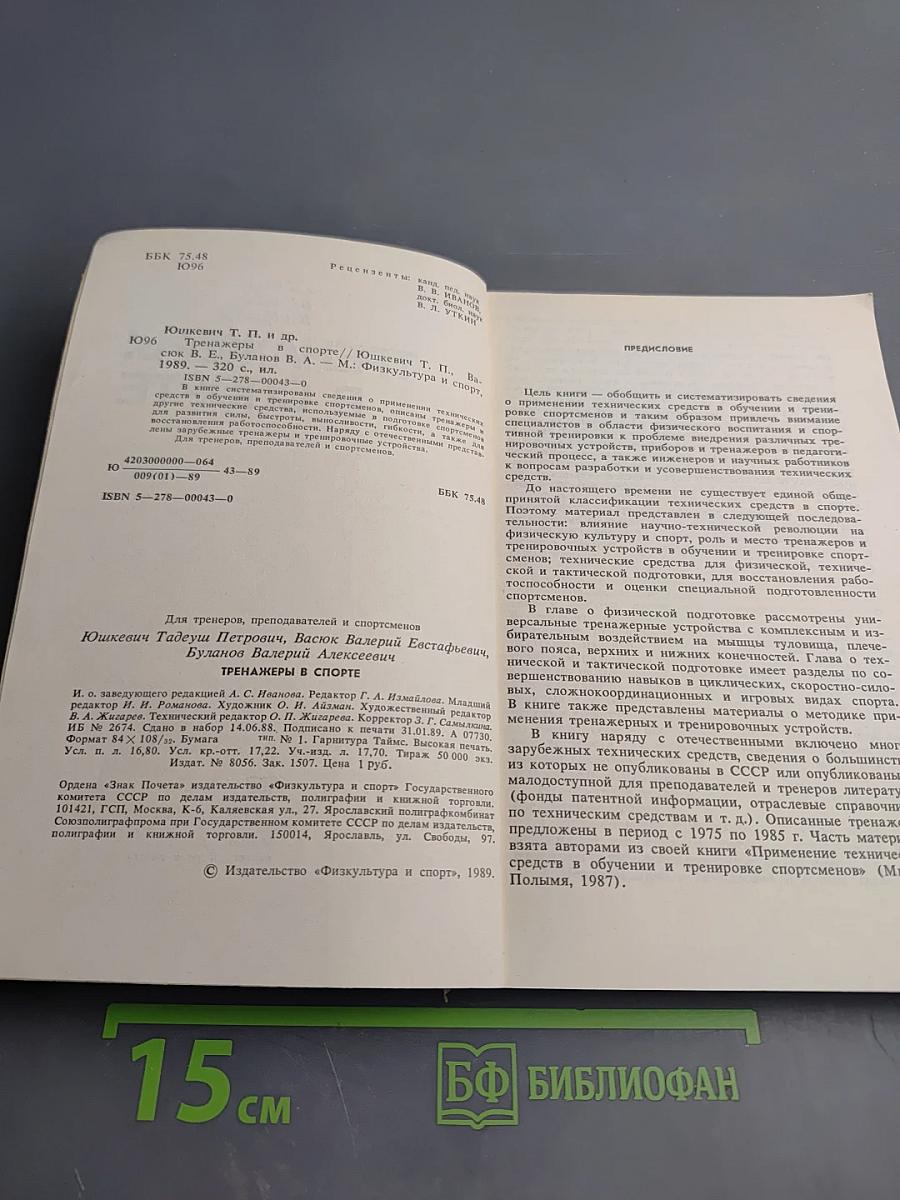 ББК 75.48
Ю96
Рецензенты: канд. пед. наук
В. В. ИВАНОВ,
докт. биол. наук
В. Л. УТКИН
Юшкевич Т. П. и др.
Ю96 Тренажеры в спорте// Юшкевич Т. П., Ва-
сюк В. Е., Буланов В. А. — М.: Физкультура и спорт,
1989. — 320 с., ил.
ISBN 5—278—00043—0
В книге систематизированы сведения о применении технических
средств в обучении и тренировке спортсменов, описаны тренажеры и
другие технические средства, используемые в подготовке спортсменов
для развития силы, быстроты, выносливости, гибкости, а также для
восстановления работоспособности. Наряду с отечественными представ-
лены зарубежные тренажеры и тренировочные устройства.
Для тренеров, преподавателей и спортсменов.
Ю 4203000000—064
009(01)—89 43—89
ББК 75.48
ISBN 5—278—00043—0
Для тренеров, преподавателей и спортсменов
Юшкевич Тадеуш Петрович, Васюк Валерий Евстафьевич,
Буланов Валерий Алексеевич
ТРЕНАЖЕРЫ В СПОРТЕ
И. о. заведующего редакцией А. С. Иванова. Редактор Г. А. Измайлова. Младший
редактор И. И. Романова. Художник О. И. Айзман. Художественный редактор
В. А. Жигарев. Технический редактор О. П. Жигарева. Корректор З. Г. Самылкина.
ИБ № 2674. Сдано в набор 14.06.88. Подписано к печати 31.01.89. А 07730.
Формат 84×108/32. Бумага тип. № 1. Гарнитура Таймс. Высокая печать.
Усл. п. л. 16,80. Усл. кр.-отт. 17,22. Уч.-изд. л. 17,70. Тираж 50 000 экз.
Издат. № 8056. Зак. 1507. Цена 1 руб.
Ордена «Знак Почета» издательство «Физкультура и спорт» Государственного
комитета СССР по делам издательств, полиграфии и книжной торговли.
101421, ГСП, Москва, К-6, Каляевская ул., 27. Ярославский полиграфкомбинат
Союзполиграфпрома при Государственном комитете СССР по делам издательств,
полиграфии и книжной торговли. 150014, Ярославль, ул. Свободы, 97.
© Издательство «Физкультура и спорт», 1989.
ПРЕДИСЛОВИЕ
Цель книги — обобщить и систематизировать сведения
о применении технических средств в обучении и трени-
ровке спортсменов и таким образом привлечь внимание
специалистов в области физического воспитания и спор-
тивной тренировки к проблеме внедрения различных тре-
нировочных устройств, приборов и тренажеров в педагоги-
ческий процесс, а также инженеров и научных работников
к вопросам разработки и усовершенствования технических
средств.
До настоящего времени не существует единой обще-
принятой классификации технических средств в спорте.
Поэтому материал представлен в следующей последова-
тельности: влияние научно-технической революции на
физическую культуру и спорт, роль и место тренажеров и
тренировочных устройств в обучении и тренировке спорт-
сменов; технические средства для физической, техниче-
ской и тактической подготовки, для восстановления рабо-
тоспособности и оценки специальной подготовленности
спортсменов.
В главе о физической подготовке рассмотрены уни-
версальные тренажерные устройства с комплексным и из-
бирательным воздействием на мышцы туловища, плече-
вого пояса, верхних и нижних конечностей. Глава о тех-
нической и тактической подготовке имеет разделы по со-
вершенствованию навыков в циклических, скоростно-сило-
вых, сложнокоординационных и игровых видах спорта.
В книге также представлены материалы о методике при-
менения тренажерных и тренировочных устройств.
В книгу наряду с отечественными включено мног
зарубежных технических средств, сведения о большинств
из которых не опубликованы в СССР или опубликованы
малодоступной для преподавателей и тренеров литерату
(фонды патентной информации, отраслевые справочни
по техническим средствам и т. д.). Описанные тренаже
предложены в период с 1975 по 1985 г. Часть матери
взята авторами из своей книги «Применение техничес
средств в обучении и тренировке спортсменов» (Ми
Полымя, 1987).
15 см
БФ БИБЛИОФАН